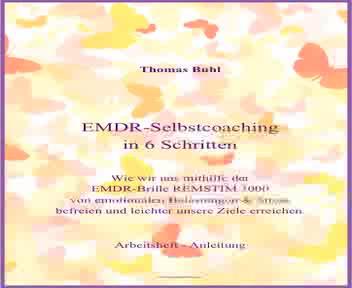 Thomas Buhl
EMDR-Selbstcoaching
in 6 Schritten
Wie wir uns mithilfe der
EMDR-Brille REMSTIM 3000
von emotionalen Belastungen & Stress
befreien und leichter unsere Ziele erreichen.
Arbeitsheft - Anleitung